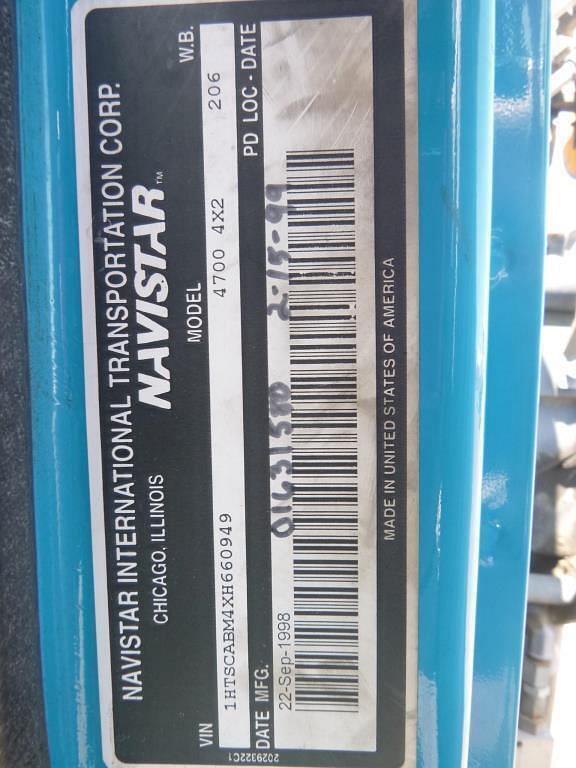 NAVISTAR INTERNATIONAL TRANSPORTATION CORP.
CHICAGO, ILLINOIS NAVISTAR™
VIN MODEL W.B.
1HTSCABM4XH660949 4700 4X2 206
DATE MFG. PD LOC - DATE
22-Sep-1998 01631580 2-15-99
MADE IN UNITED STATES OF AMERICA
2029322C1